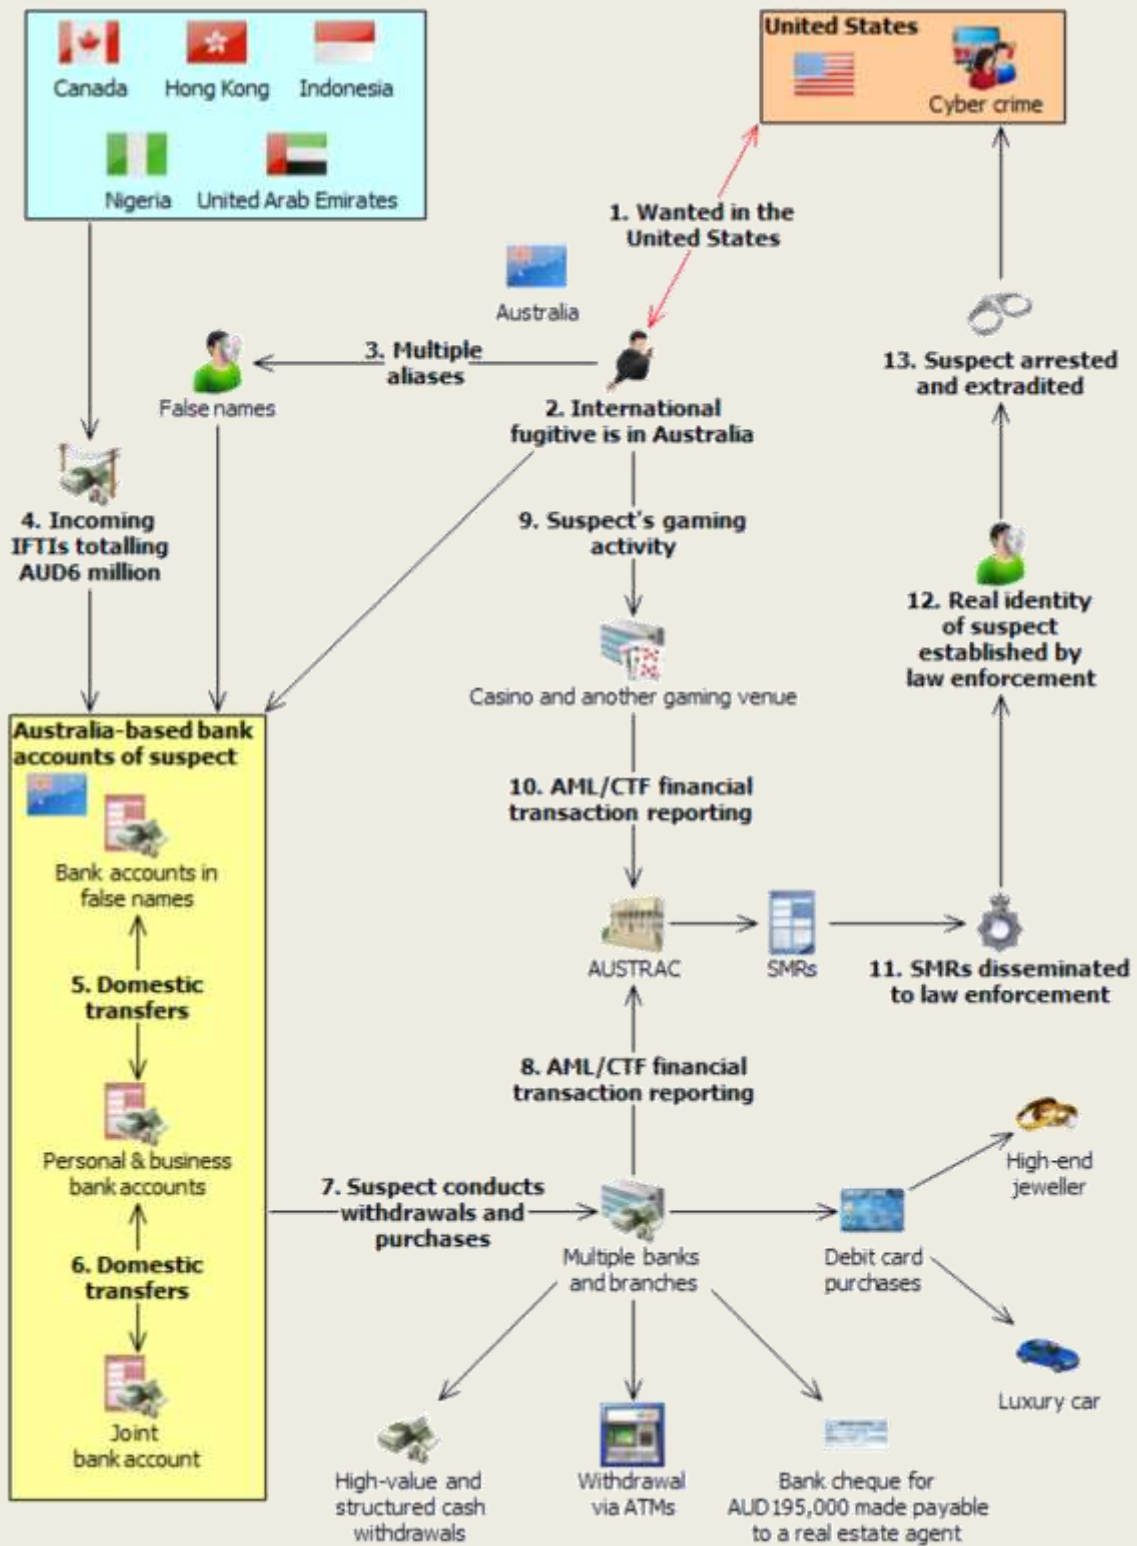 Canada
Hong Kong
Indonesia
Nigeria
United Arab Emirates
United States
Cyber crime
1. Wanted in the
United States
Australia
3. Multiple
aliases
False names
2. International
fugitive is in Australia
13. Suspect arrested
and extradited
4. Incoming
IFTIs totalling
AUD6 million
9. Suspect's gaming
activity
12. Real identity
of suspect
established by
law enforcement
Casino and another gaming venue
Australia-based bank
accounts of suspect
10. AML/CTF financial
transaction reporting
Bank accounts in
false names
AUSTRAC
SMRs
11. SMRs disseminated
to law enforcement
5. Domestic
transfers
8. AML/CTF financial
transaction reporting
Personal & business
bank accounts
7. Suspect conducts
withdrawals and
purchases
High-end
jeweller
Multiple banks
and branches
Debit card
purchases
6. Domestic
transfers
Luxury car
Joint
bank account
High-value and
structured cash
withdrawals
Withdrawal
via ATMs
Bank cheque for
AUD195,000 made payable
to a real estate agent